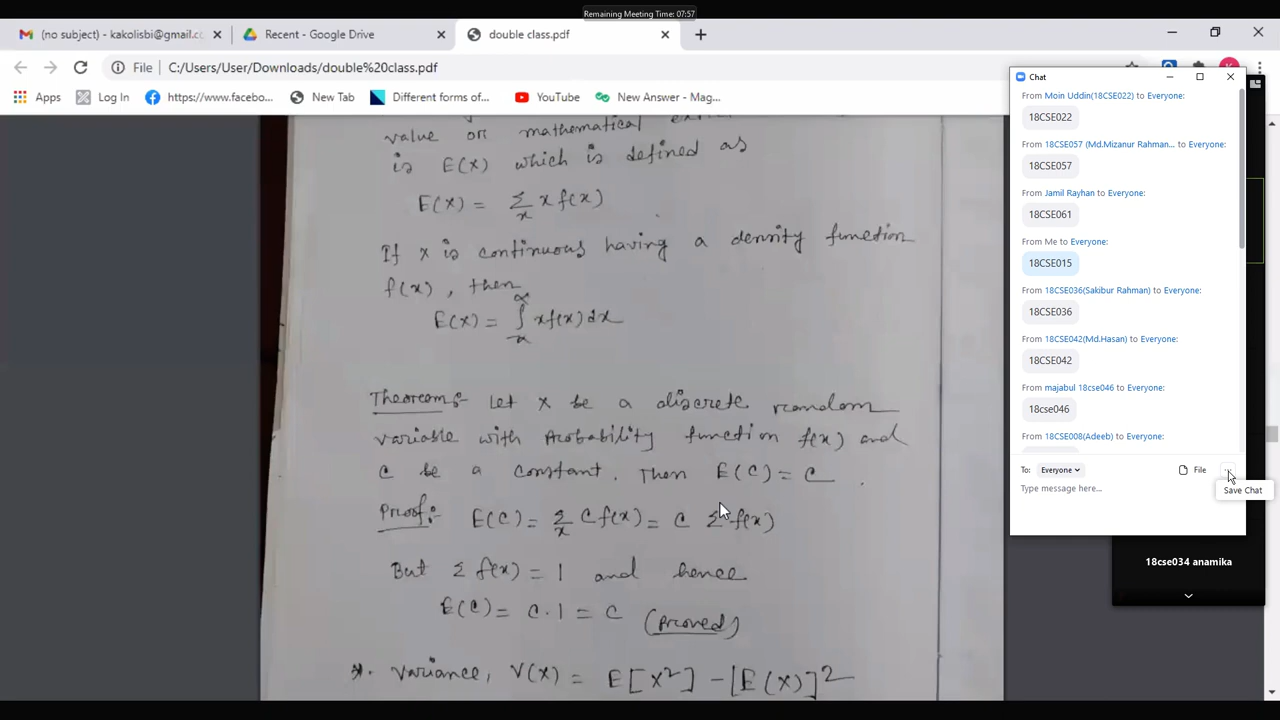 Remaining Meeting Time: 07:57
(no subject) - kakolisbi@gmail.cc
Recent - Google Drive
double class.pdf
File
C:/Users/User/Downloads/double%20class.pdf
Apps
Log In
https://www.facebo...
New Tab
Different forms of...
YouTube
New Answer - Mag...
value or mathematical
is E(X) which is defined as
E(X) = Σx x f(x)
If x is continuous having a density function
f(x), then
E(X) = ∫ xf(x) dx
Theorem:- Let x be a discrete random
variable with Probability function f(x) and
c be a constant. Then E(C) = C.
Proof:- E(C) = Σx C f(x) = C Σ f(x)
But Σ f(x) = 1 and hence
E(C) = C.1 = C (Proved)
*. Variance, V(X) = E[X²] - [E(X)]²
Chat
From Moin Uddin(18CSE022) to Everyone:
18CSE022
From 18CSE057 (Md.Mizanur Rahman... to Everyone:
18CSE057
From Jamil Rayhan to Everyone:
18CSE061
From Me to Everyone:
18CSE015
From 18CSE036(Sakibur Rahman) to Everyone:
18CSE036
From 18CSE042(Md.Hasan) to Everyone:
18CSE042
From majabul 18cse046 to Everyone:
18cse046
From 18CSE008(Adeeb) to Everyone:
To: Everyone
File
Type message here...
Save Chat
18cse034 anamika